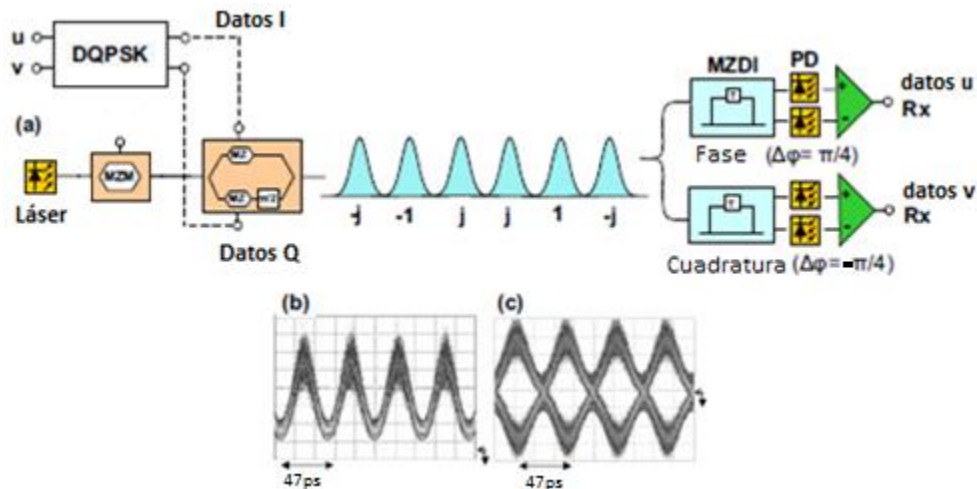 Datos I
u
v
DQPSK
(a)
MZM
MZ
MZ
π/2
Láser
Datos Q
-j -1 j j 1 -j
MZDI
PD
T
+
-
datos u
Rx
Fase (Δφ= π/4)
T
+
-
datos v
Rx
Cuadratura (Δφ=-π/4)
(b)
(c)
47ps
47ps